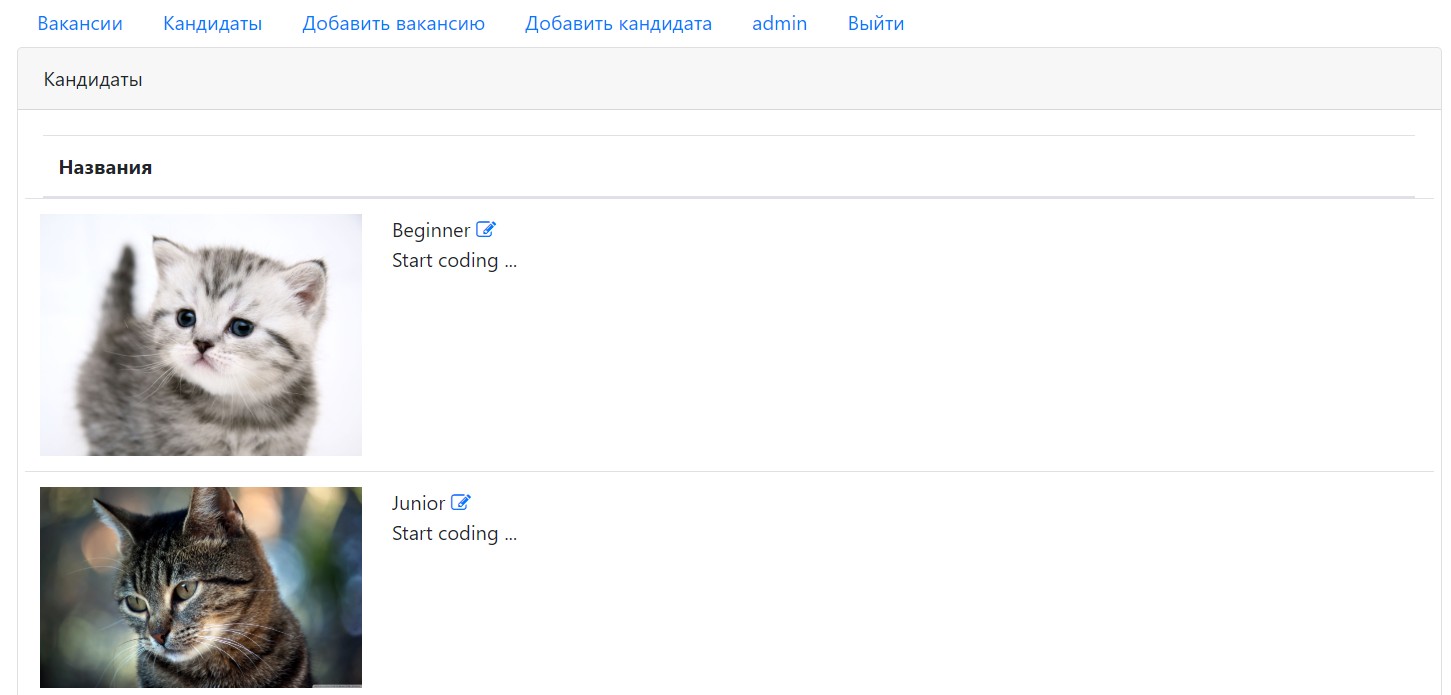 Вакансии Кандидаты Добавить вакансию Добавить кандидата admin Выйти
Кандидаты
Названия
Beginner
Start coding ...
Junior
Start coding ...